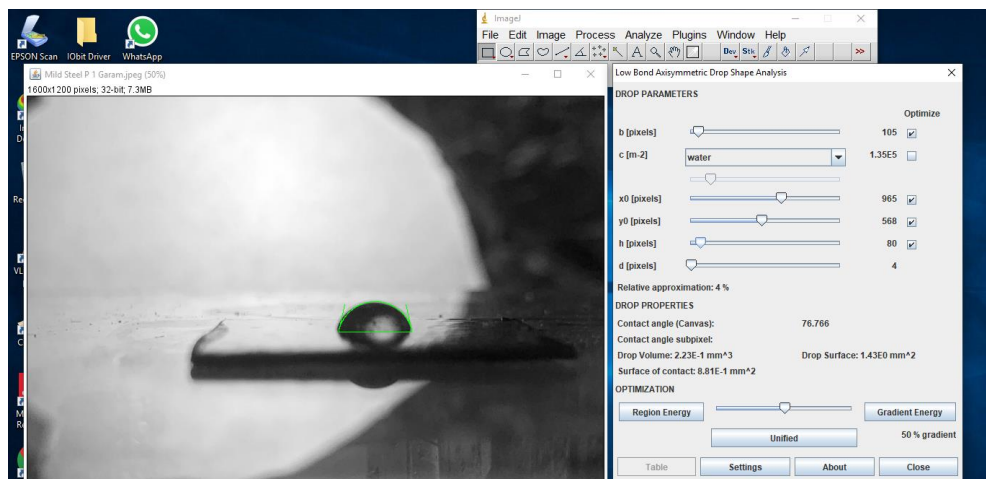 ImageJ
File Edit Image Process Analyze Plugins Window Help
A Dev Stk >>
EPSON Scan IObit Driver WhatsApp
Mild Steel P 1 Garam.jpeg (50%)
1600x1200 pixels; 32-bit; 7.3MB
Low Bond Axisymmetric Drop Shape Analysis
DROP PARAMETERS
Optimize
b [pixels] 105
c [m-2] water 1.35E5
x0 [pixels] 965
y0 [pixels] 568
h [pixels] 80
d [pixels] 4
Relative approximation: 4 %
DROP PROPERTIES
Contact angle (Canvas): 76.766
Contact angle subpixel:
Drop Volume: 2.23E-1 mm^3 Drop Surface: 1.43E0 mm^2
Surface of contact: 8.81E-1 mm^2
OPTIMIZATION
Region Energy Gradient Energy
Unified 50 % gradient
Table Settings About Close